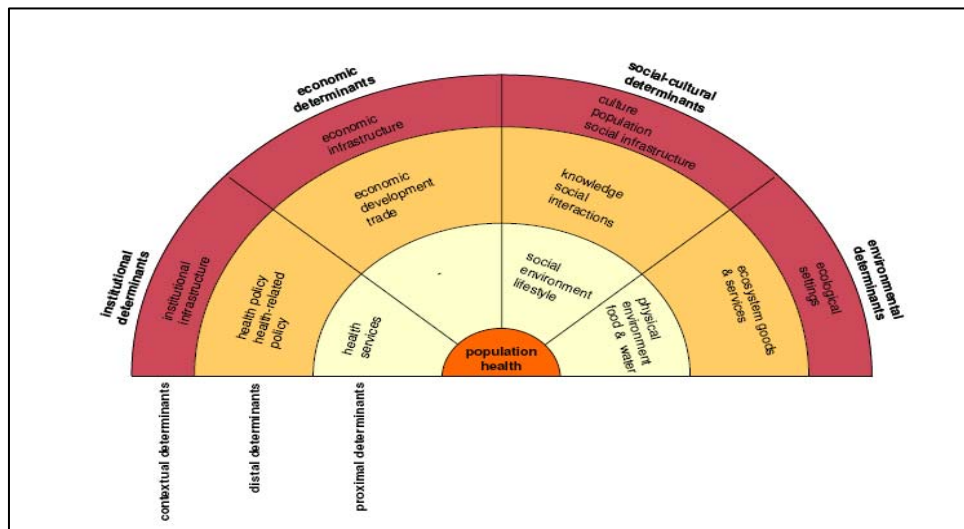 economic
determinants
social-cultural
determinants
institutional
determinants
environmental
determinants
economic
infrastructure
culture
population
social infrastructure
institutional
infrastructure
ecological
settings
economic
development
trade
knowledge
social
interactions
health policy
health-related
policy
ecosystem goods
& services
health
services
social
environment
lifestyle
physical
environment
food & water
population
health
contextual determinants
distal determinants
proximal determinants